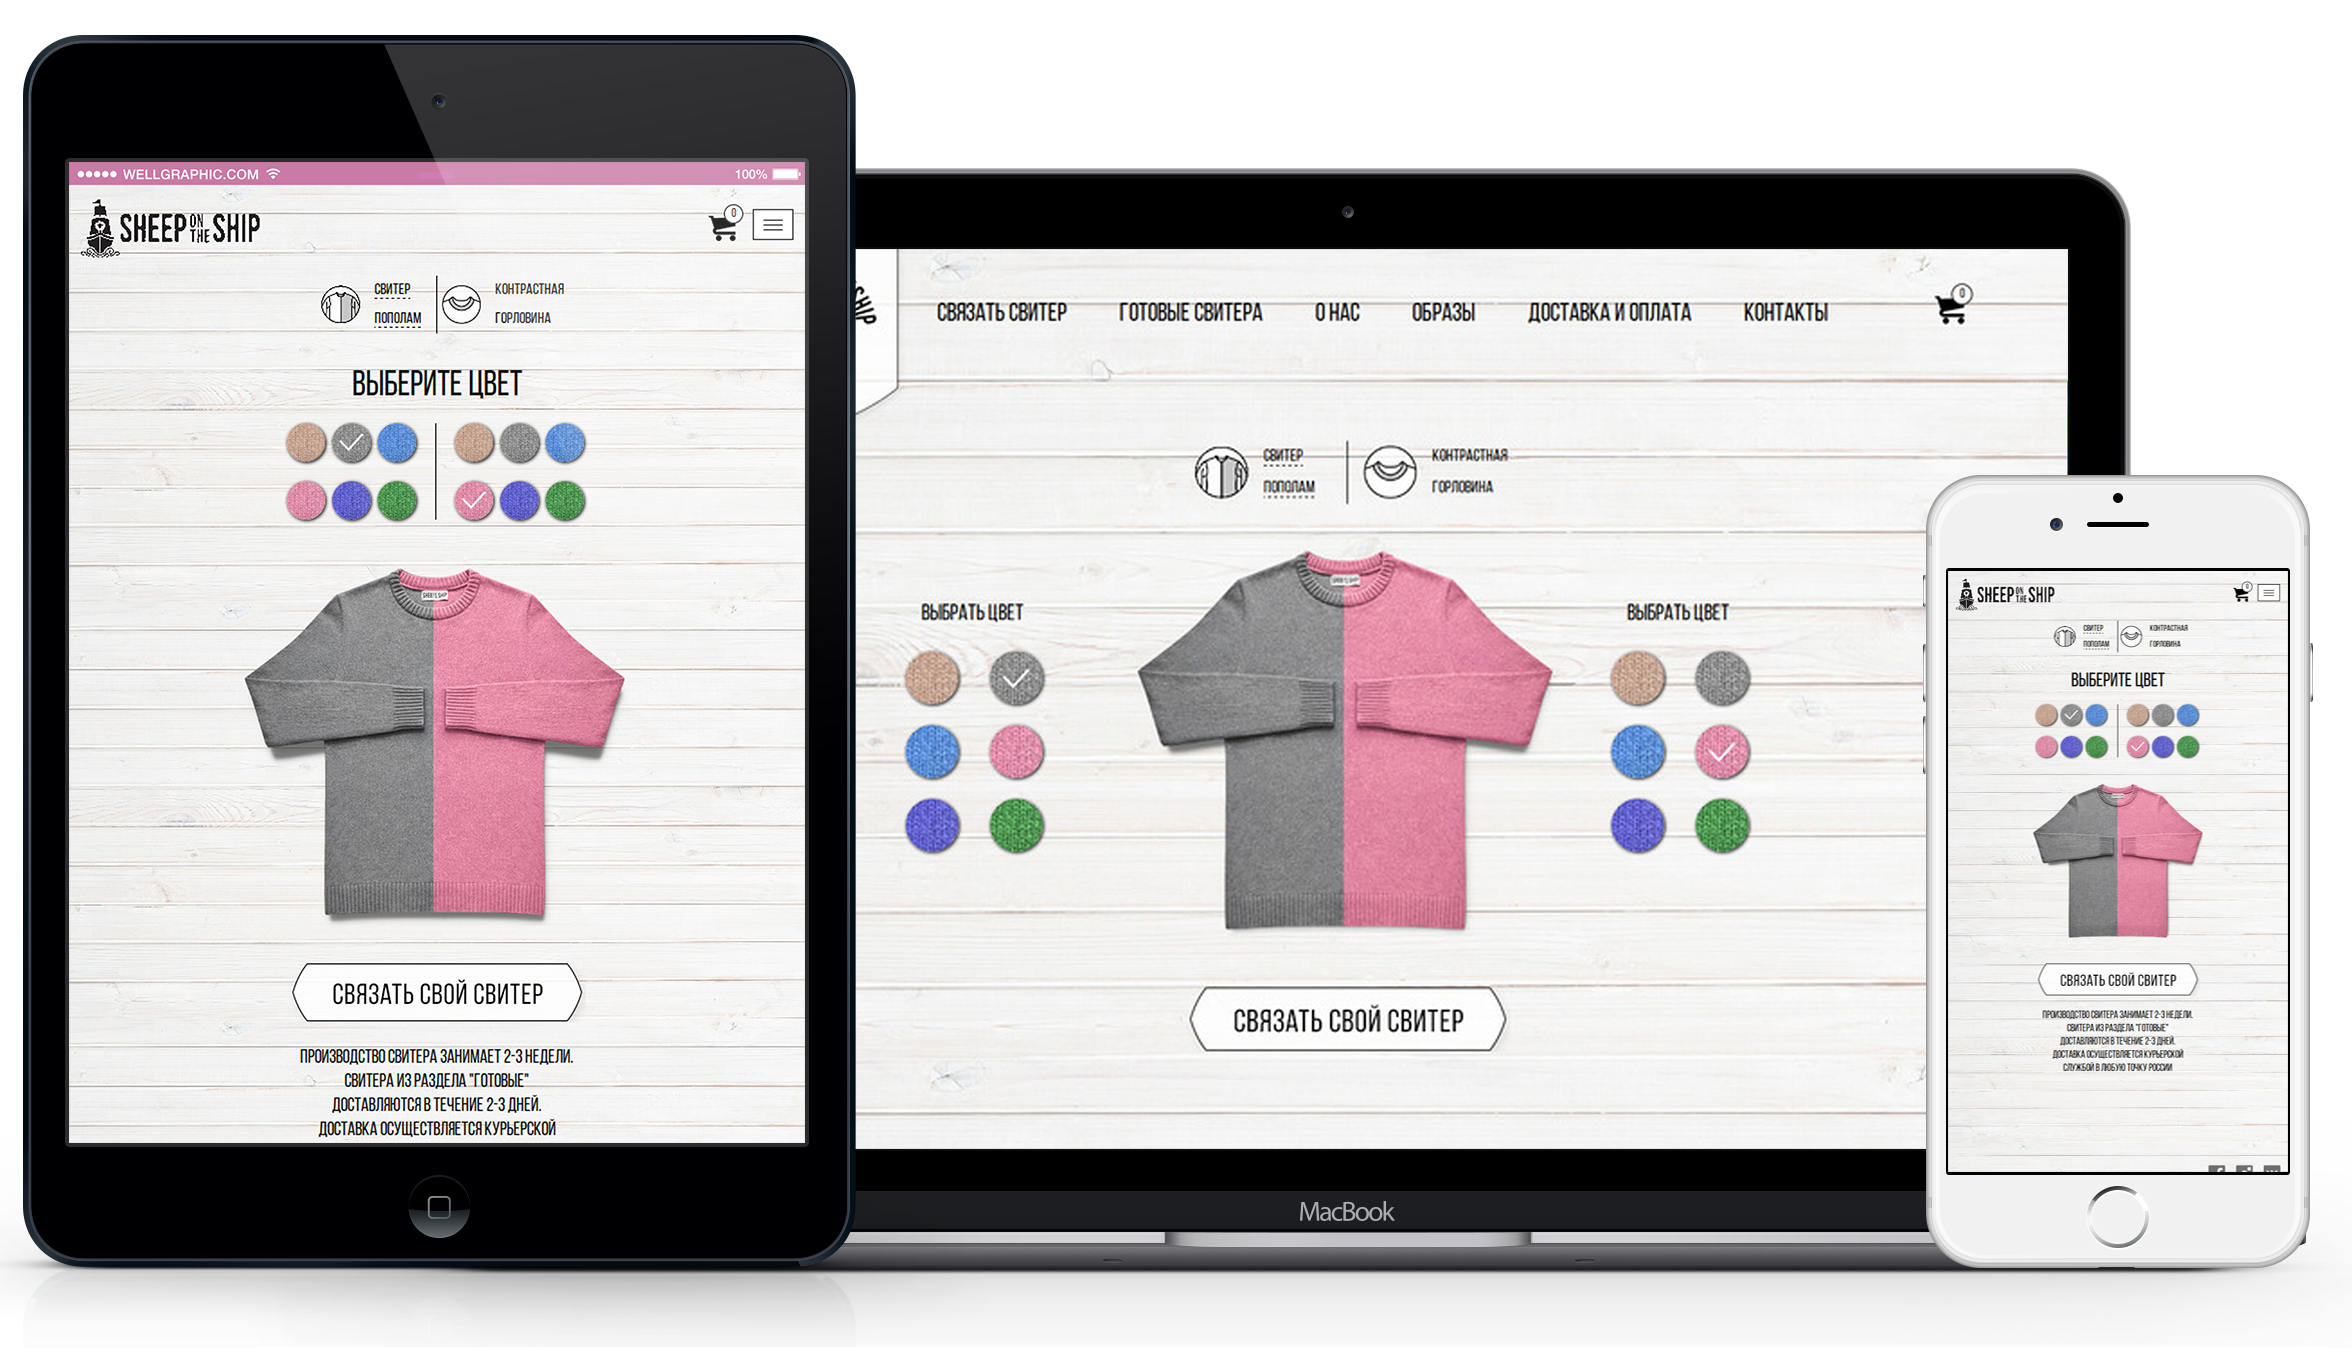 WELLGRAPHIC.COM
100%
SHEEP ON THE SHIP
0
СВИТЕР
ПОПОЛАМ
КОНТРАСТНАЯ
ГОРЛОВИНА
ВЫБЕРИТЕ ЦВЕТ
СВЯЗАТЬ СВОЙ СВИТЕР
ПРОИЗВОДСТВО СВИТЕРА ЗАНИМАЕТ 2-3 НЕДЕЛИ.
СВИТЕРА ИЗ РАЗДЕЛА "ГОТОВЫЕ"
ДОСТАВЛЯЮТСЯ В ТЕЧЕНИЕ 2-3 ДНЕЙ.
ДОСТАВКА ОСУЩЕСТВЛЯЕТСЯ КУРЬЕРСКОЙ
SHIP
СВЯЗАТЬ СВИТЕР
ГОТОВЫЕ СВИТЕРА
О НАС
ОБРАЗЫ
ДОСТАВКА И ОПЛАТА
КОНТАКТЫ
0
СВИТЕР
ПОПОЛАМ
КОНТРАСТНАЯ
ГОРЛОВИНА
ВЫБРАТЬ ЦВЕТ
ВЫБРАТЬ ЦВЕТ
СВЯЗАТЬ СВОЙ СВИТЕР
MacBook
SHEEP ON THE SHIP
0
СВИТЕР
ПОПОЛАМ
КОНТРАСТНАЯ
ГОРЛОВИНА
ВЫБЕРИТЕ ЦВЕТ
СВЯЗАТЬ СВОЙ СВИТЕР
ПРОИЗВОДСТВО СВИТЕРА ЗАНИМАЕТ 2-3 НЕДЕЛИ.
СВИТЕРА ИЗ РАЗДЕЛА "ГОТОВЫЕ"
ДОСТАВЛЯЮТСЯ В ТЕЧЕНИЕ 2-3 ДНЕЙ.
ДОСТАВКА ОСУЩЕСТВЛЯЕТСЯ КУРЬЕРСКОЙ
СЛУЖБОЙ В ЛЮБУЮ ТОЧКУ РОССИИ